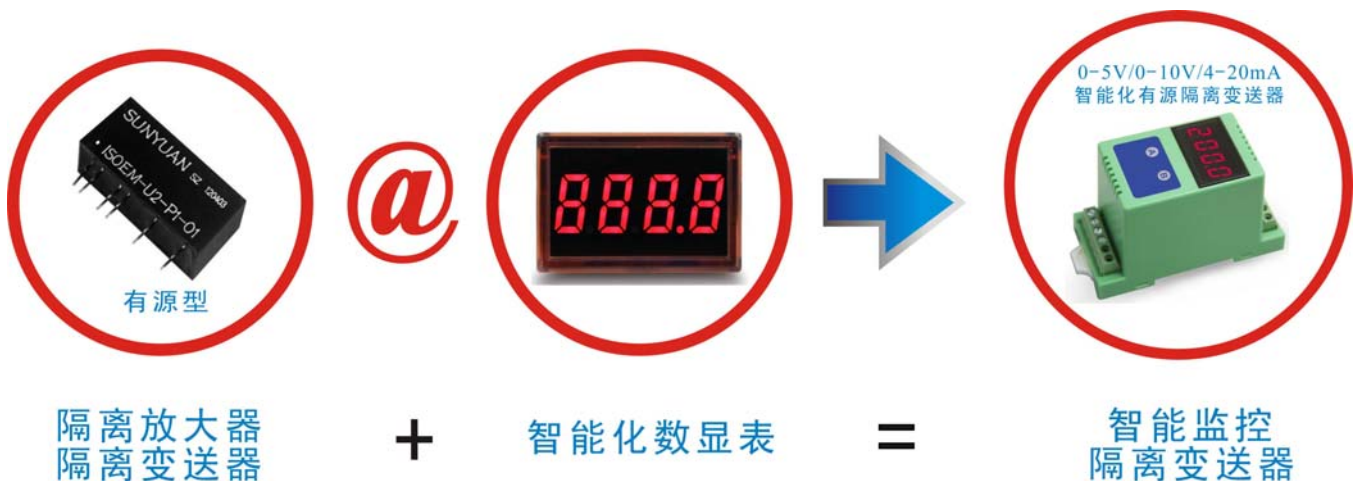 SUNYUAN SZ 120403
ISOEM-U2-P1-01
有源型
@
888.8
0-5V/0-10V/4-20mA
智能化有源隔离变送器
2000
A
B
隔离放大器
隔离变送器
+
智能化数显表
=
智能监控
隔离变送器